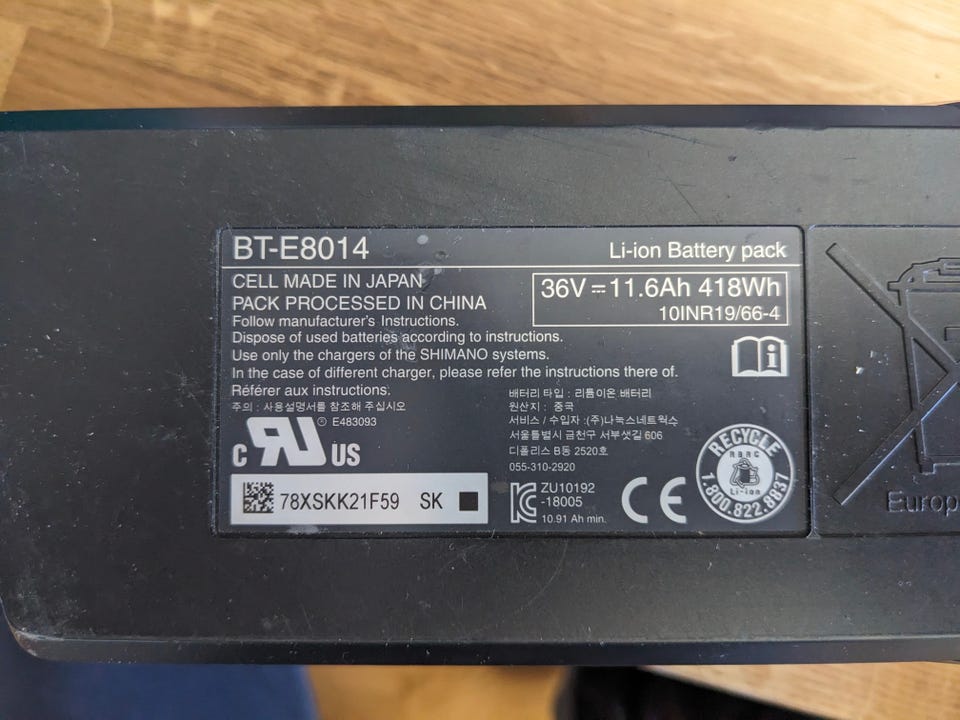 BT-E8014
Li-ion Battery pack
CELL MADE IN JAPAN
PACK PROCESSED IN CHINA
36V ⎓ 11.6Ah 418Wh
10INR19/66-4
Follow manufacturer's Instructions.
Dispose of used batteries according to instructions.
Use only the chargers of the SHIMANO systems.
In the case of different charger, please refer the instructions there of.
Référer aux instructions.
주의 : 사용설명서를 참조해 주십시오
E483093
c RU US
배터리 타입 : 리튬이온 배터리
원산지 : 중국
서비스 / 수입자 : (주)나눅스네트웍스
서울특별시 금천구 서부샛길 606
디폴리스 B동 2520호
055-310-2920
78XSKK21F59 SK
ZU10192
-18005
10.91 Ah min.
CE
RECYCLE
RBRC
Li-ion
1.800.822.8837
Europ